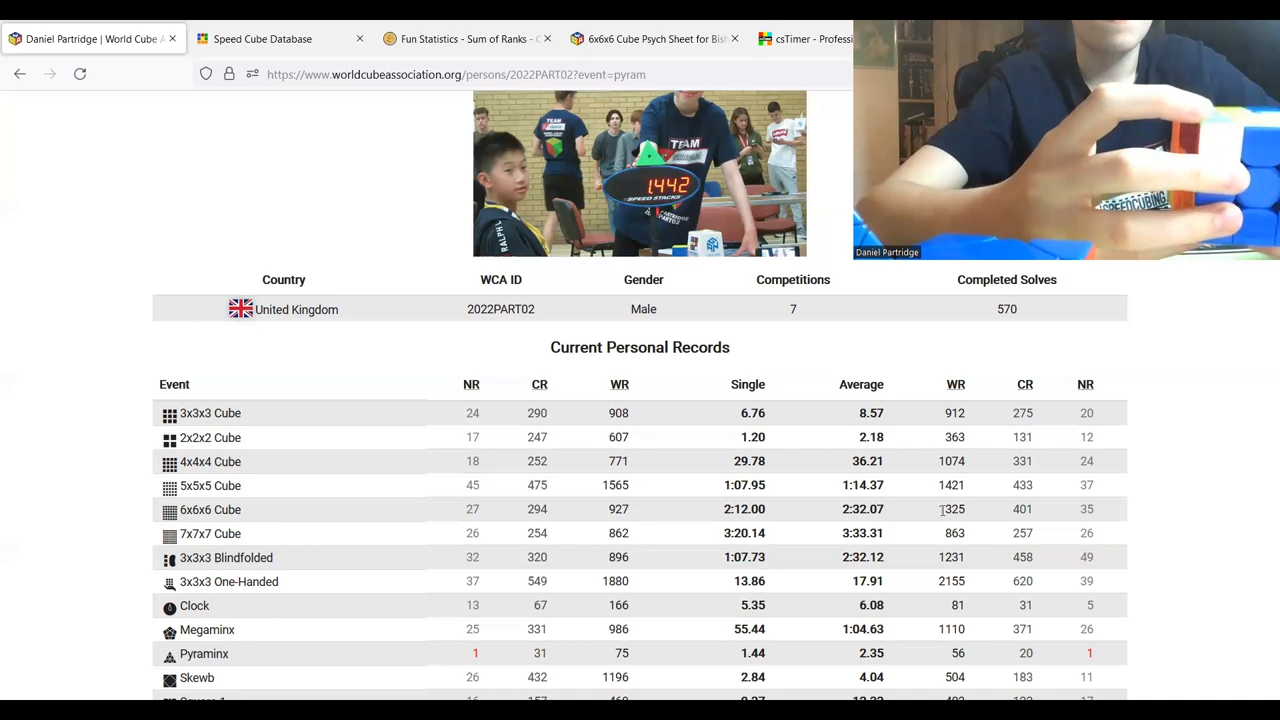 Daniel Partridge | World Cube A
Speed Cube Database
Fun Statistics - Sum of Ranks - C
6x6x6 Cube Psych Sheet for Bish
csTimer - Professi
https://www.worldcubeassociation.org/persons/2022PART02?event=pyram
TEAM
TEAM
1.442
SPEED STACKS
PARTRIDGE
PART02
RALPH L
SPEEDCUBING
Daniel Partridge
Country WCA ID Gender Competitions Completed Solves
United Kingdom 2022PART02 Male 7 570
Current Personal Records
Event NR CR WR Single Average WR CR NR
3x3x3 Cube 24 290 908 6.76 8.57 912 275 20
2x2x2 Cube 17 247 607 1.20 2.18 363 131 12
4x4x4 Cube 18 252 771 29.78 36.21 1074 331 24
5x5x5 Cube 45 475 1565 1:07.95 1:14.37 1421 433 37
6x6x6 Cube 27 294 927 2:12.00 2:32.07 1325 401 35
7x7x7 Cube 26 254 862 3:20.14 3:33.31 863 257 26
3x3x3 Blindfolded 32 320 896 1:07.73 2:32.12 1231 458 49
3x3x3 One-Handed 37 549 1880 13.86 17.91 2155 620 39
Clock 13 67 166 5.35 6.08 81 31 5
Megaminx 25 331 986 55.44 1:04.63 1110 371 26
Pyraminx 1 31 75 1.44 2.35 56 20 1
Skewb 26 432 1196 2.84 4.04 504 183 11